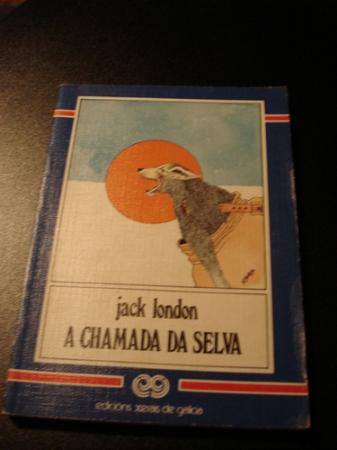 jack london
A CHAMADA DA SELVA
edicións xerais de galicia